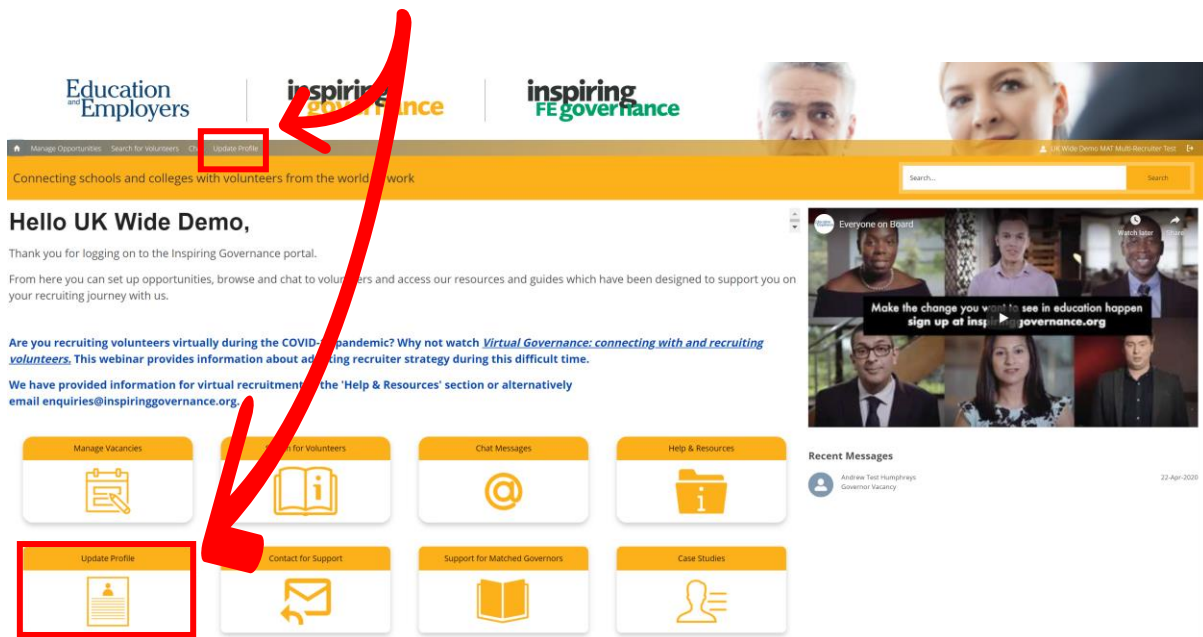 Education
and Employers
inspiring
governance
inspiring
FE governance
Manage Opportunities Search for Volunteers Update Profile
UK Wide Demo MAT Multi-Recruiter Test
Connecting schools and colleges with volunteers from the world work
Search...
Search
Hello UK Wide Demo,
Thank you for logging on to the Inspiring Governance portal.
From here you can set up opportunities, browse and chat to and access our resources and guides which have been designed to support you on
your recruiting journey with us.
Are you recruiting volunteers virtually during the pandemic? Why not watch Virtual Governance: connecting with and recruiting
volunteers. This webinar provides information about recruiter strategy during this difficult time.
We have provided information for virtual recruitment the 'Help & Resources' section or alternatively
email enquiries@inspiringgovernance.org.
Everyone on Board
Watch later
Share
Make the change you want to see in education happen
sign up at
Manage Vacancies
for Volunteers
Chat Messages
Help & Resources
Update Profile
Contact for Support
Support for Matched Governors
Case Studies
Recent Messages
Andrew Test Humphreys
22-Apr-2020
Governor Vacancy